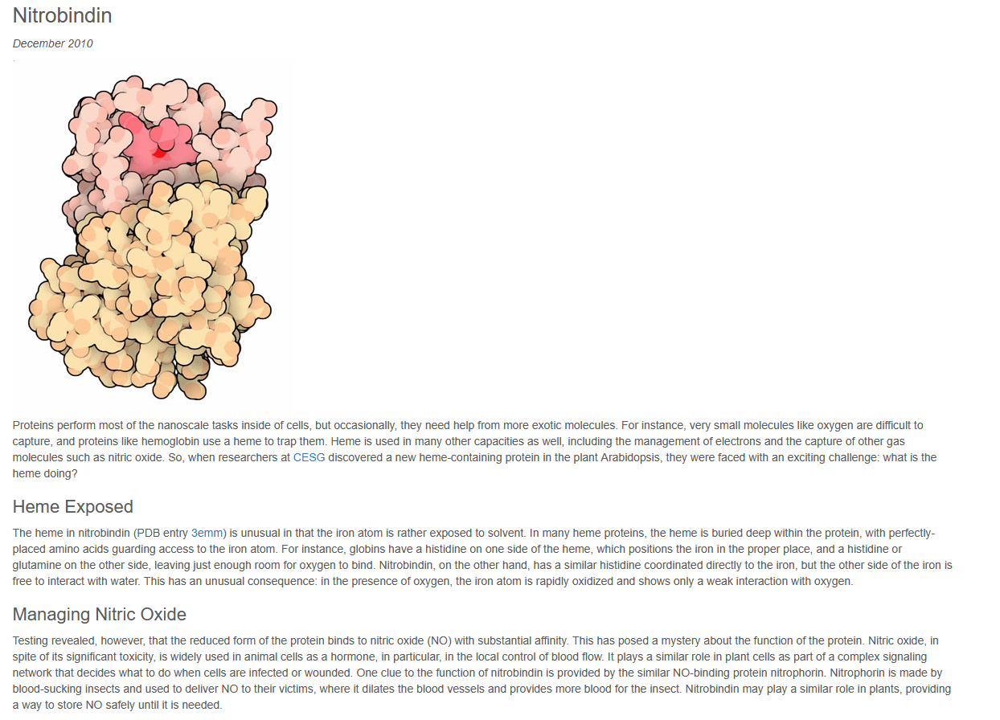 Nitrobindin
December 2010
Proteins perform most of the nanoscale tasks inside of cells, but occasionally, they need help from more exotic molecules. For instance, very small molecules like oxygen are difficult to
capture, and proteins like hemoglobin use a heme to trap them. Heme is used in many other capacities as well, including the management of electrons and the capture of other gas
molecules such as nitric oxide. So, when researchers at CESG discovered a new heme-containing protein in the plant Arabidopsis, they were faced with an exciting challenge: what is the
heme doing?
Heme Exposed
The heme in nitrobindin (PDB entry 3emm) is unusual in that the iron atom is rather exposed to solvent. In many heme proteins, the heme is buried deep within the protein, with perfectly-
placed amino acids guarding access to the iron atom. For instance, globins have a histidine on one side of the heme, which positions the iron in the proper place, and a histidine or
glutamine on the other side, leaving just enough room for oxygen to bind. Nitrobindin, on the other hand, has a similar histidine coordinated directly to the iron, but the other side of the iron is
free to interact with water. This has an unusual consequence: in the presence of oxygen, the iron atom is rapidly oxidized and shows only a weak interaction with oxygen.
Managing Nitric Oxide
Testing revealed, however, that the reduced form of the protein binds to nitric oxide (NO) with substantial affinity. This has posed a mystery about the function of the protein. Nitric oxide, in
spite of its significant toxicity, is widely used in animal cells as a hormone, in particular, in the local control of blood flow. It plays a similar role in plant cells as part of a complex signaling
network that decides what to do when cells are infected or wounded. One clue to the function of nitrobindin is provided by the similar NO-binding protein nitrophorin. Nitrophorin is made by
blood-sucking insects and used to deliver NO to their victims, where it dilates the blood vessels and provides more blood for the insect. Nitrobindin may play a similar role in plants, providing
a way to store NO safely until it is needed.